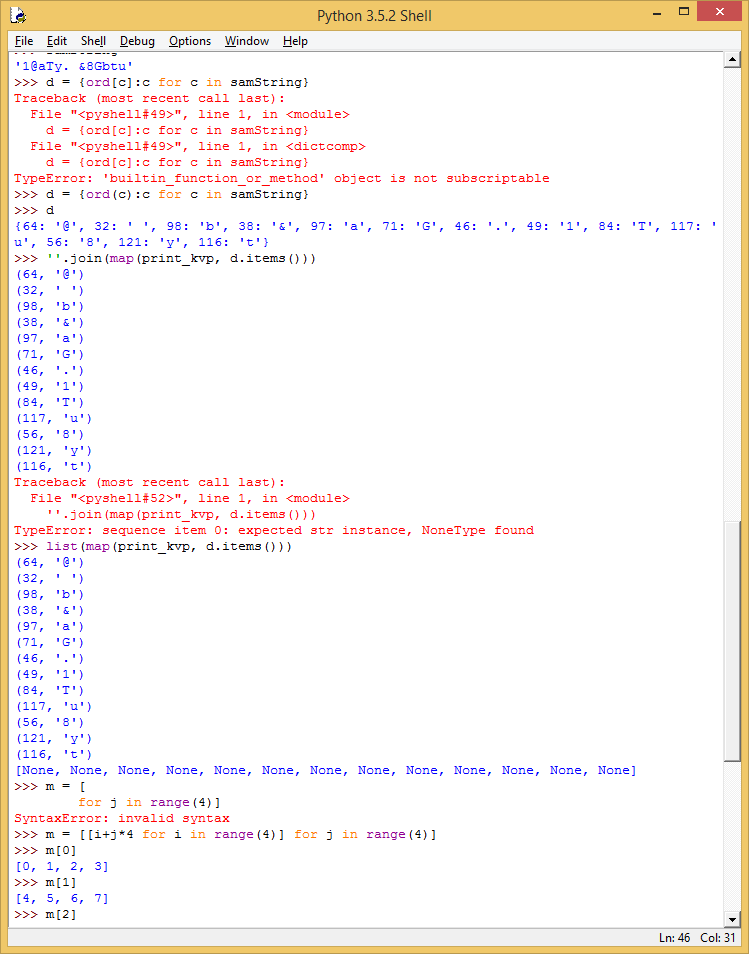 Python 3.5.2 Shell
File Edit Shell Debug Options Window Help
'1@aTy. &8Gbtu'
>>> d = {ord[c]:c for c in samString}
Traceback (most recent call last):
  File "<pyshell#49>", line 1, in <module>
    d = {ord[c]:c for c in samString}
  File "<pyshell#49>", line 1, in <dictcomp>
    d = {ord[c]:c for c in samString}
TypeError: 'builtin_function_or_method' object is not subscriptable
>>> d = {ord(c):c for c in samString}
>>> d
{64: '@', 32: ' ', 98: 'b', 38: '&', 97: 'a', 71: 'G', 46: '.', 49: '1', 84: 'T', 117: '
u', 56: '8', 121: 'y', 116: 't'}
>>> ''.join(map(print_kvp, d.items()))
(64, '@')
(32, ' ')
(98, 'b')
(38, '&')
(97, 'a')
(71, 'G')
(46, '.')
(49, '1')
(84, 'T')
(117, 'u')
(56, '8')
(121, 'y')
(116, 't')
Traceback (most recent call last):
  File "<pyshell#52>", line 1, in <module>
    ''.join(map(print_kvp, d.items()))
TypeError: sequence item 0: expected str instance, NoneType found
>>> list(map(print_kvp, d.items()))
(64, '@')
(32, ' ')
(98, 'b')
(38, '&')
(97, 'a')
(71, 'G')
(46, '.')
(49, '1')
(84, 'T')
(117, 'u')
(56, '8')
(121, 'y')
(116, 't')
[None, None, None, None, None, None, None, None, None, None, None, None, None]
>>> m = [
        for j in range(4)]
SyntaxError: invalid syntax
>>> m = [[i+j*4 for i in range(4)] for j in range(4)]
>>> m[0]
[0, 1, 2, 3]
>>> m[1]
[4, 5, 6, 7]
>>> m[2]
Ln: 46 Col: 31